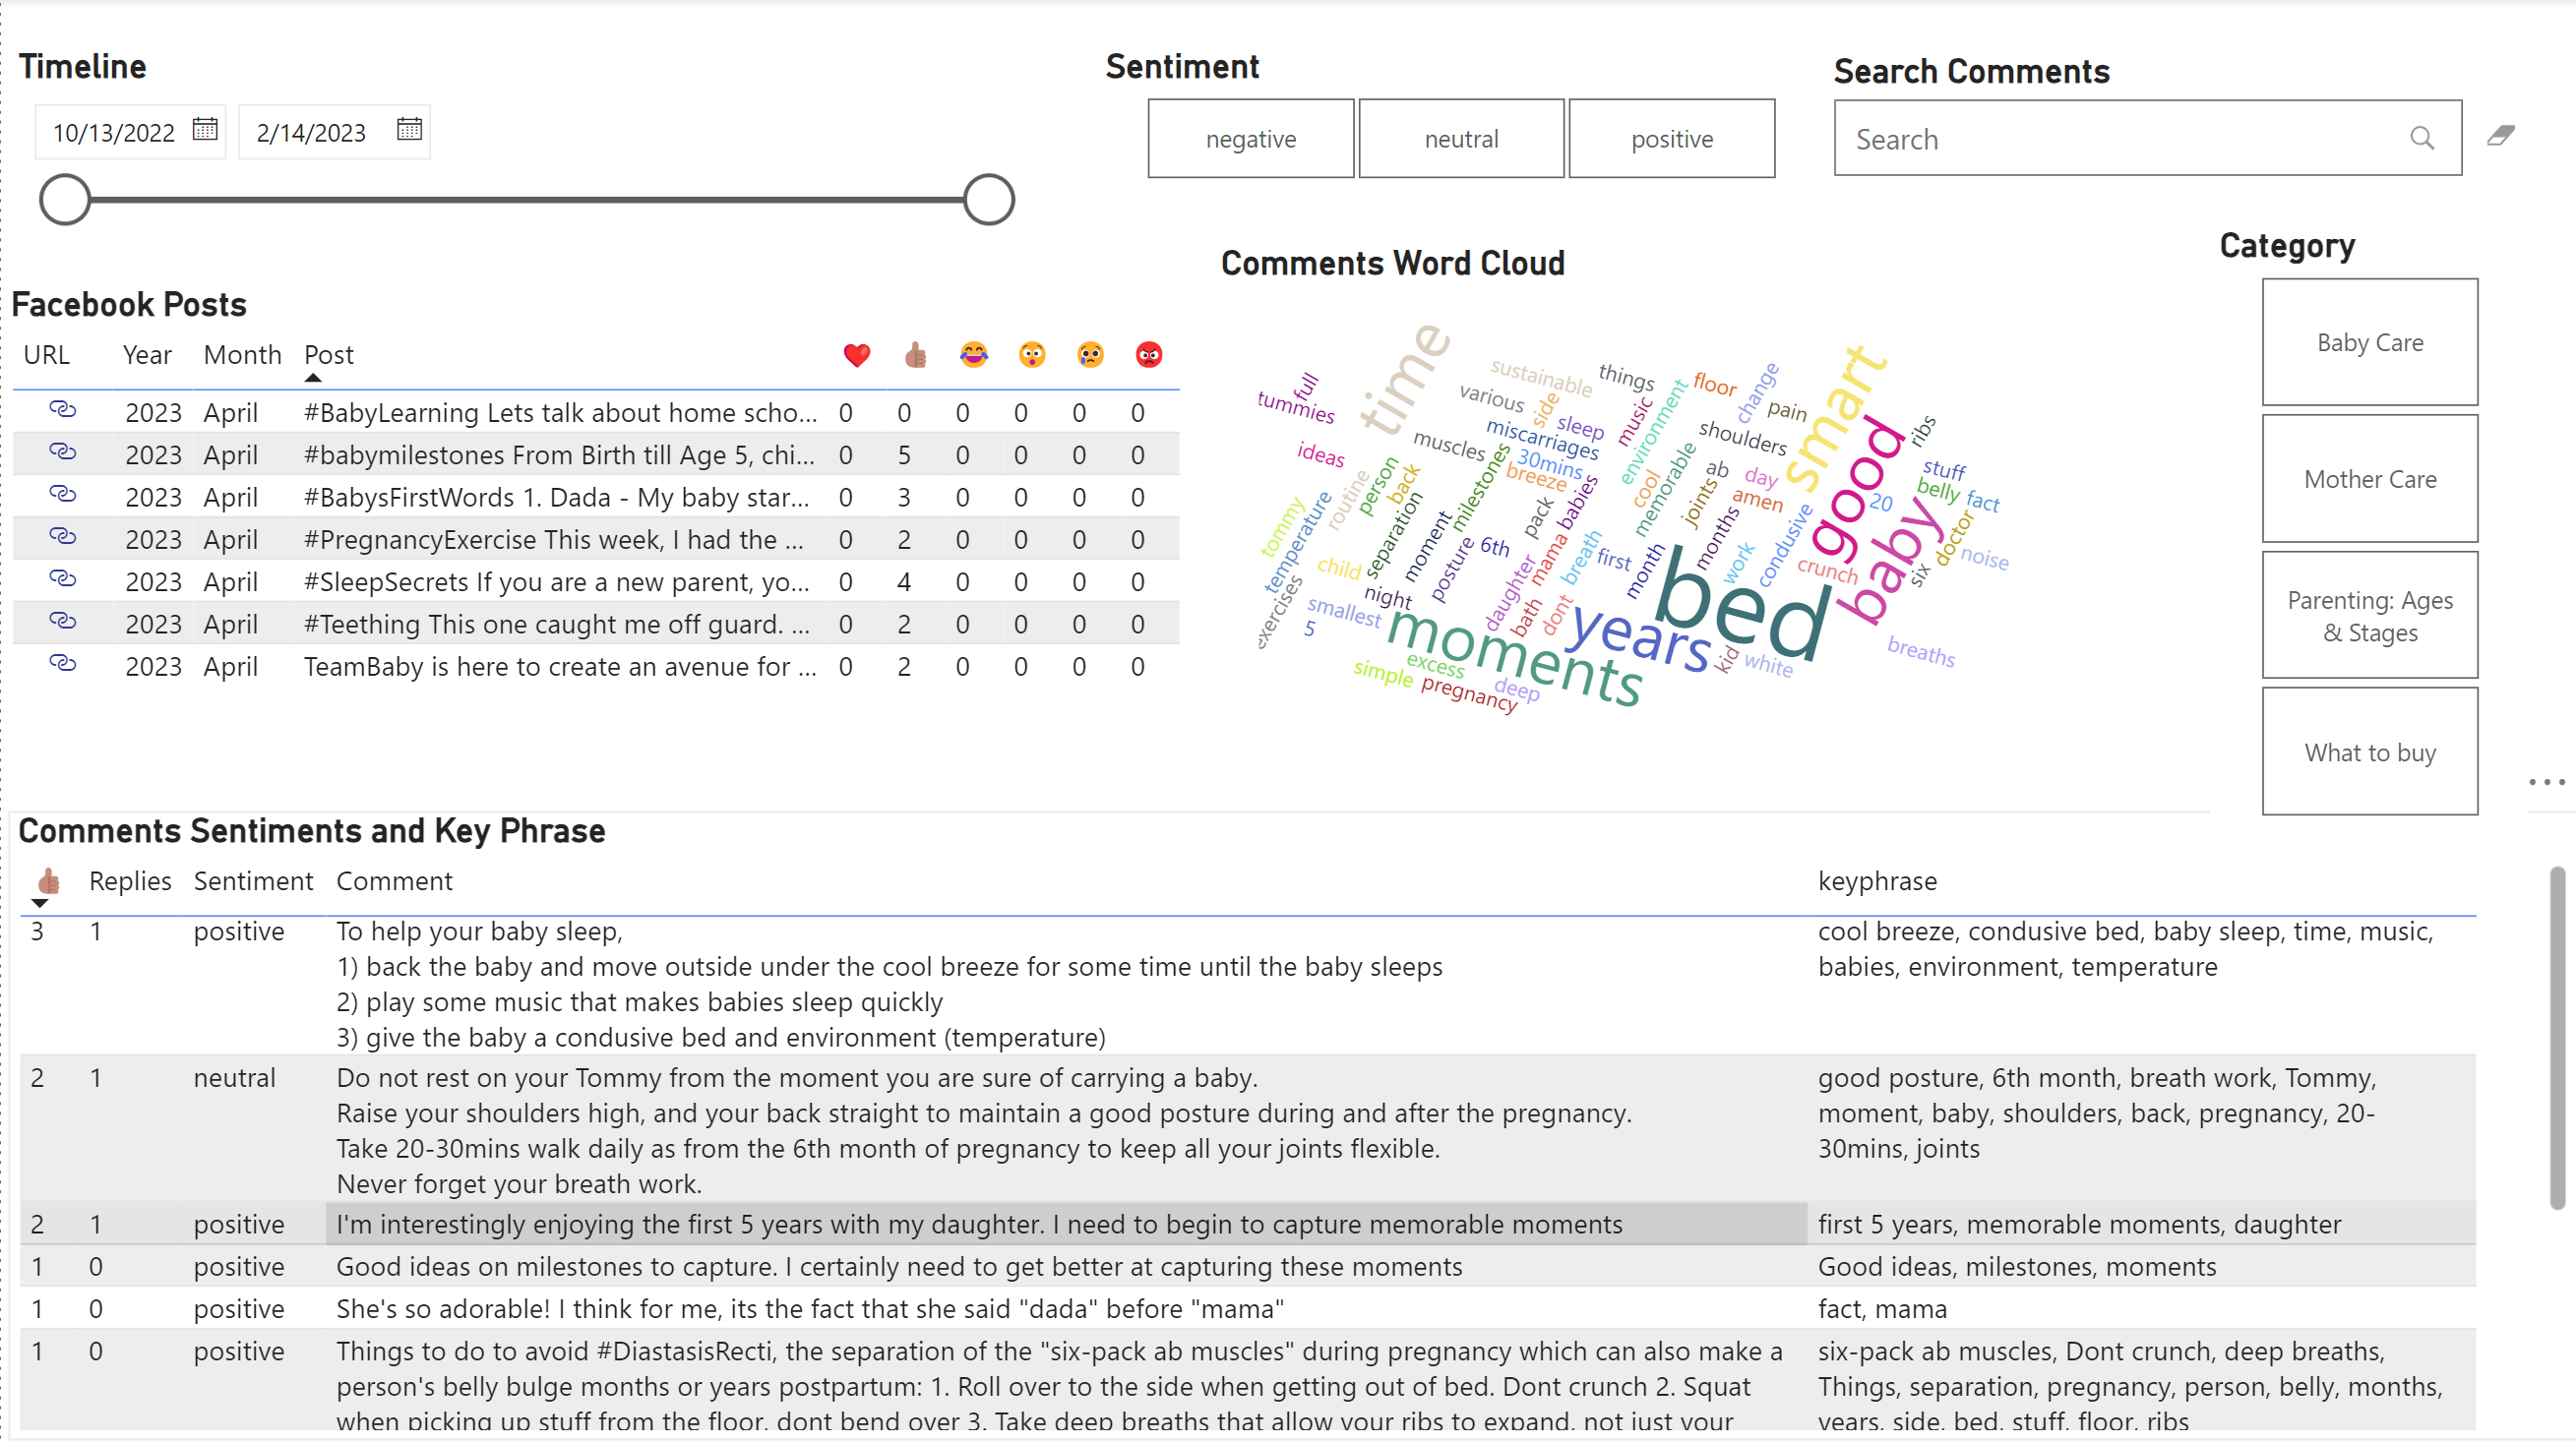 Timeline
10/13/2022 2/14/2023
Sentiment
negative neutral positive
Search Comments
Search
Facebook Posts
URL Year Month Post
2023 April #BabyLearning Lets talk about home scho... 0 0 0 0 0 0
2023 April #babymilestones From Birth till Age 5, chi... 0 5 0 0 0 0
2023 April #BabysFirstWords 1. Dada - My baby star... 0 3 0 0 0 0
2023 April #PregnancyExercise This week, I had the ... 0 2 0 0 0 0
2023 April #SleepSecrets If you are a new parent, yo... 0 4 0 0 0 0
2023 April #Teething This one caught me off guard. ... 0 2 0 0 0 0
2023 April TeamBaby is here to create an avenue for ... 0 2 0 0 0 0
Comments Word Cloud
full
tummies
time
sustainable
things
various
side
sleep
music
floor
change
pain
environment
smart
good
ribs
ideas
muscles
miscarriages
30mins
breeze
shoulders
ab
day
stuff
belly
fact
20
routine
person
back
milestones
cool
memorable
joints
amen
tommy
temperature
separation
moment
pack
babies
months
condusive
baby
doctor
noise
child
posture
6th
mama
breath
first
month
work
crunch
six
exercises
night
daughter
bath
dont
bed
smallest
5
moments
years
kid
white
breaths
simple
excess
pregnancy
deep
Category
Baby Care
Mother Care
Parenting: Ages
& Stages
What to buy
Comments Sentiments and Key Phrase
Replies Sentiment Comment keyphrase
3 1 positive To help your baby sleep, cool breeze, condusive bed, baby sleep, time, music,
1) back the baby and move outside under the cool breeze for some time until the baby sleeps babies, environment, temperature
2) play some music that makes babies sleep quickly
3) give the baby a condusive bed and environment (temperature)
2 1 neutral Do not rest on your Tommy from the moment you are sure of carrying a baby. good posture, 6th month, breath work, Tommy,
Raise your shoulders high, and your back straight to maintain a good posture during and after the pregnancy. moment, baby, shoulders, back, pregnancy, 20-
Take 20-30mins walk daily as from the 6th month of pregnancy to keep all your joints flexible. 30mins, joints
Never forget your breath work.
2 1 positive I'm interestingly enjoying the first 5 years with my daughter. I need to begin to capture memorable moments first 5 years, memorable moments, daughter
1 0 positive Good ideas on milestones to capture. I certainly need to get better at capturing these moments Good ideas, milestones, moments
1 0 positive She's so adorable! I think for me, its the fact that she said "dada" before "mama" fact, mama
1 0 positive Things to do to avoid #DiastasisRecti, the separation of the "six-pack ab muscles" during pregnancy which can also make a six-pack ab muscles, Dont crunch, deep breaths,
person's belly bulge months or years postpartum: 1. Roll over to the side when getting out of bed. Dont crunch 2. Squat Things, separation, pregnancy, person, belly, months,
when picking up stuff from the floor, dont bend over 3. Take deep breaths that allow your ribs to expand, not just your years, side, bed, stuff, floor, ribs